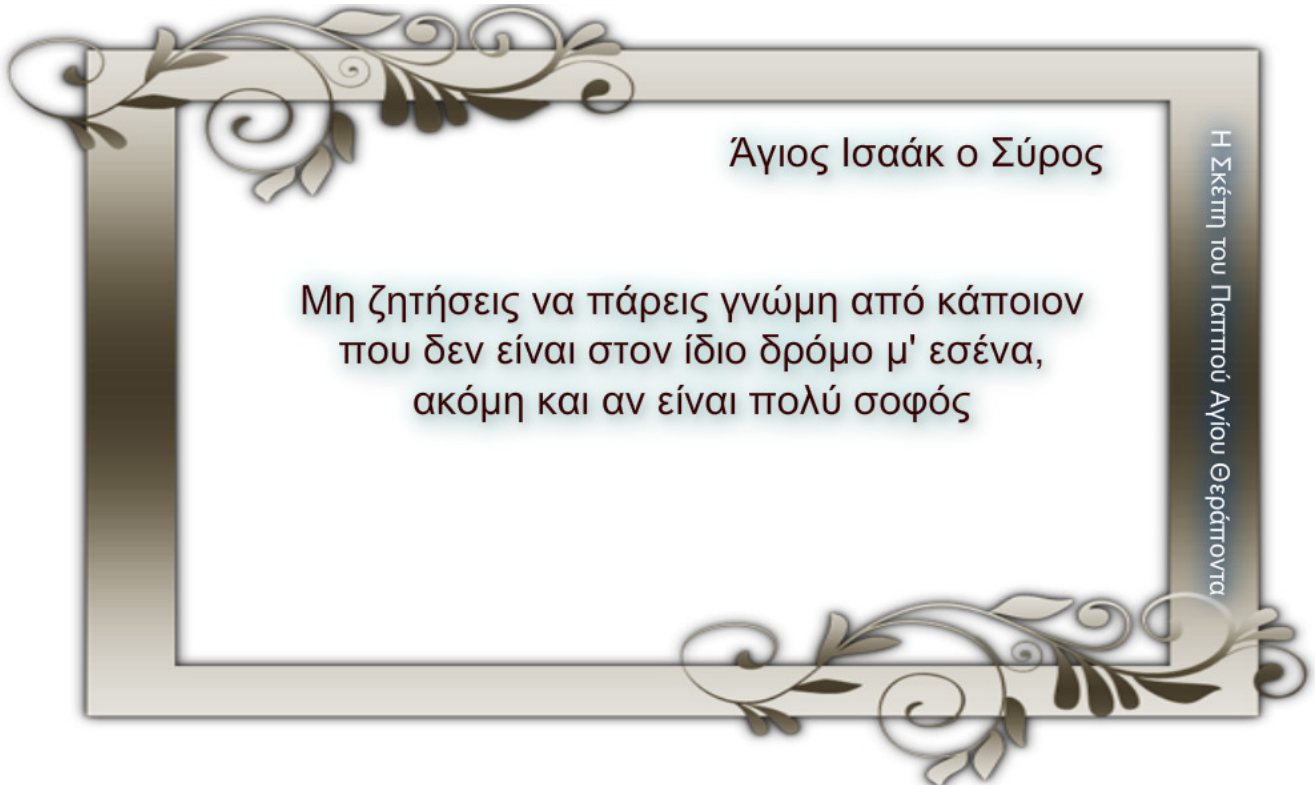 Άγιος Ισαάκ ο Σύρος
Μη ζητήσεις να πάρεις γνώμη από κάποιον
που δεν είναι στον ίδιο δρόμο μ' εσένα,
ακόμη και αν είναι πολύ σοφός
Η Σκέπη του Παππού Αγίου Θεράποντα